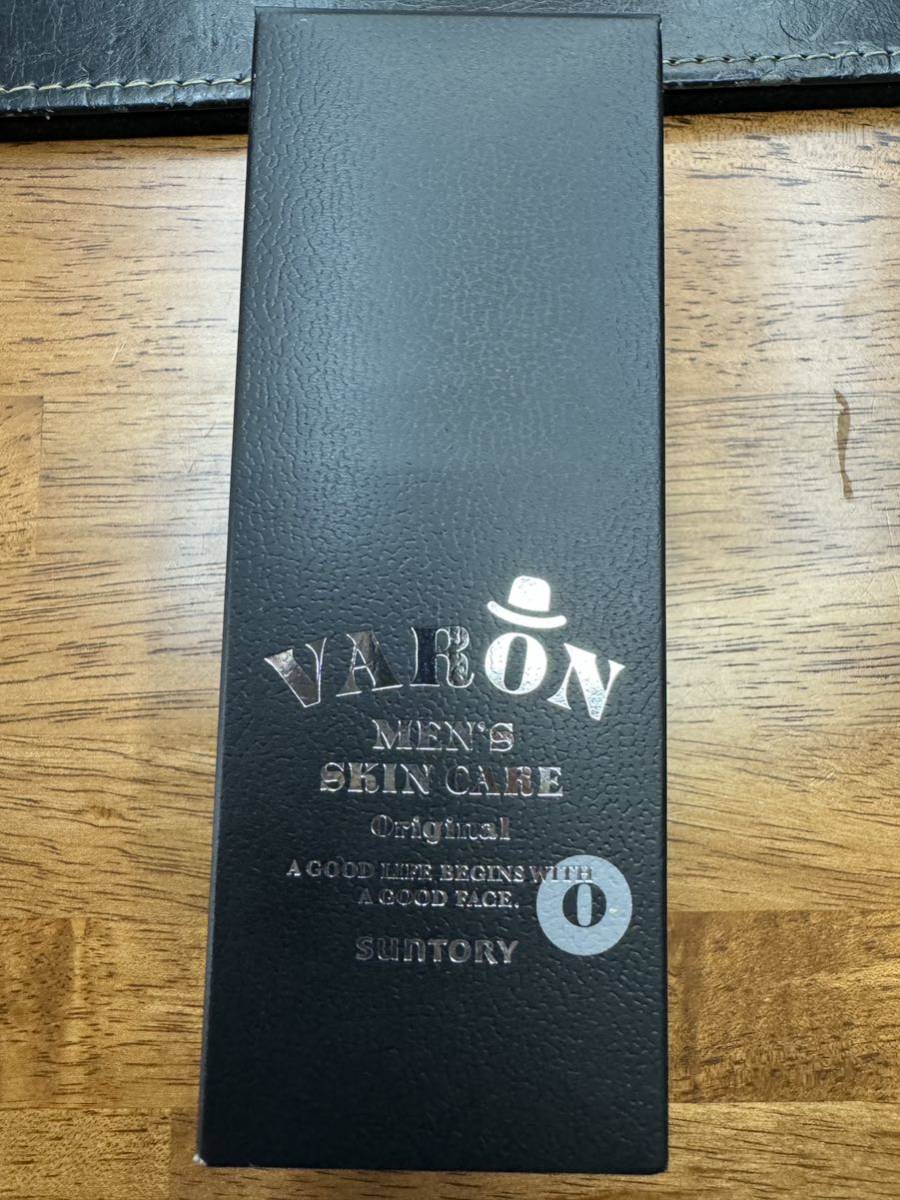 VARON
MEN'S
SKIN CARE
Original
A GOOD LIFE BEGINS WITH
A GOOD FACE.
O
SUNTORY